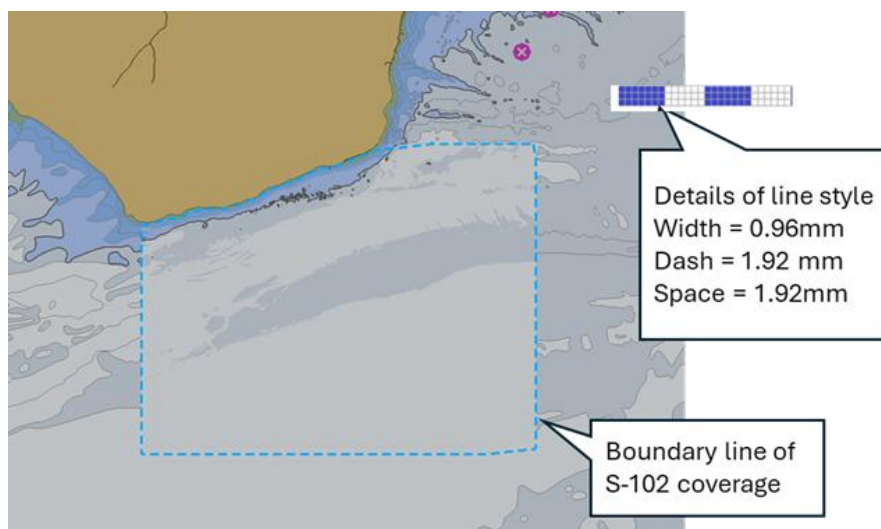 Details of line style
Width = 0.96mm
Dash = 1.92 mm
Space = 1.92mm
Boundary line of
S-102 coverage